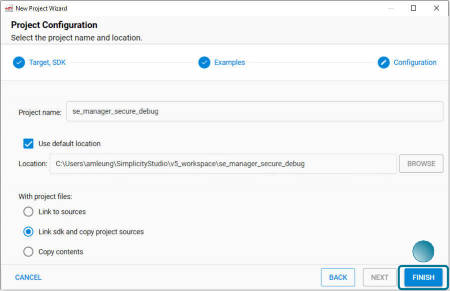 New Project Wizard
Project Configuration
Select the project name and location.
Target, SDK
Examples
Configuration
Project name:
se_manager_secure_debug
Use default location
Location:
C:\Users\amleung\SimplicityStudio\v5_workspace\se_manager_secure_debug
BROWSE
With project files:
Link to sources
Link sdk and copy project sources
Copy contents
CANCEL
BACK
NEXT
FINISH